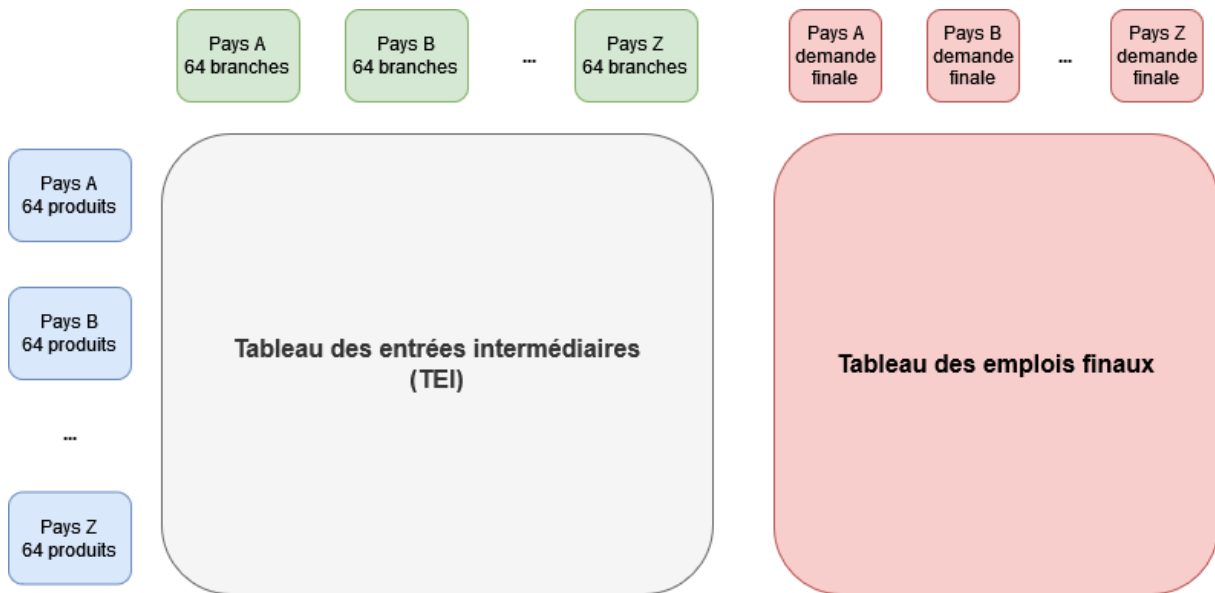 Pays A
64 branches
Pays B
64 branches
...
Pays Z
64 branches
Pays A
demande
finale
Pays B
demande
finale
...
Pays Z
demande
finale
Pays A
64 produits
Pays B
64 produits
...
Pays Z
64 produits
Tableau des entrées intermédiaires
(TEI)
Tableau des emplois finaux